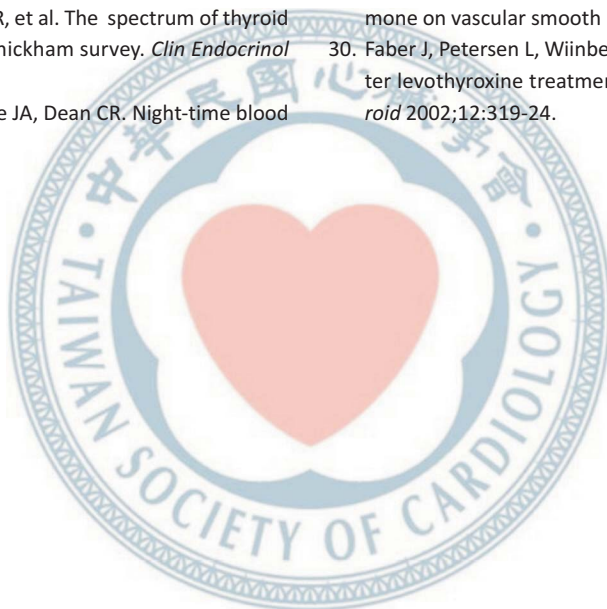 R, et al. The spectrum of thyroid
nickham survey. Clin Endocrinol
e JA, Dean CR. Night-time blood
mone on vascular smooth
30. Faber J, Petersen L, Wiinbe
ter levothyroxine treatmen
roid 2002;12:319-24.
中華民國心臟學會
TAIWAN SOCIETY OF CARDIOLOGY